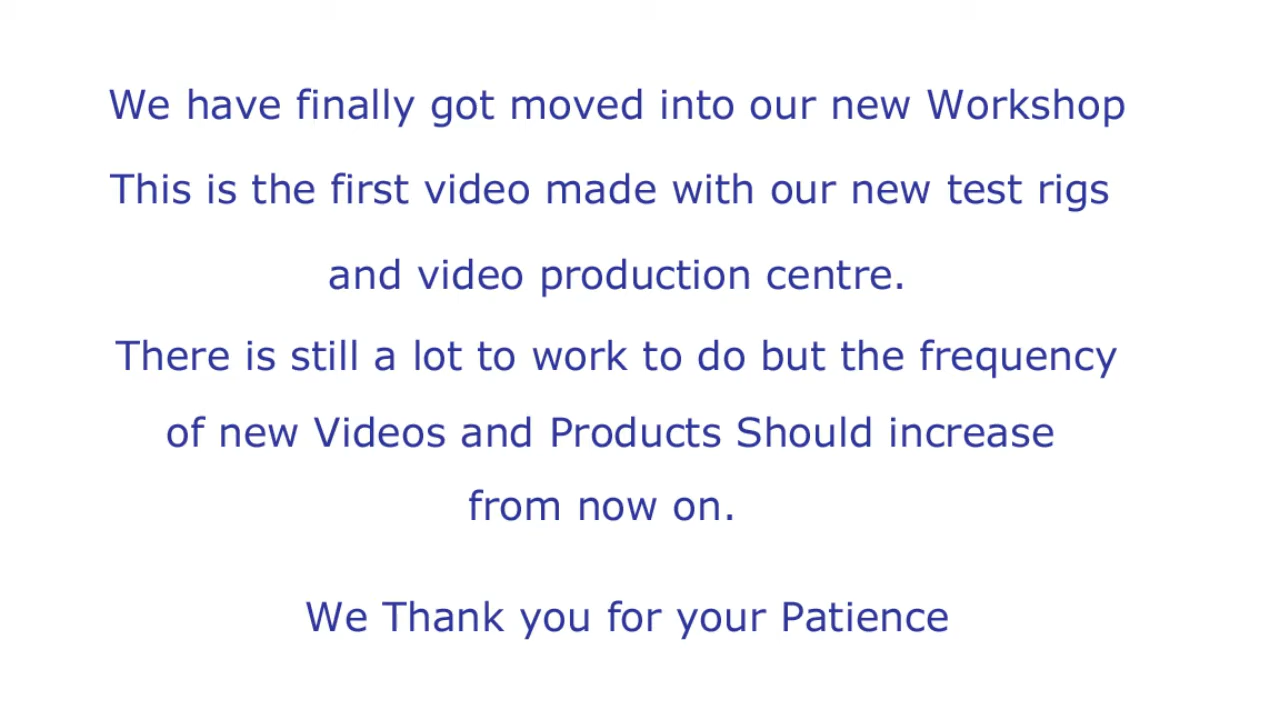 We have finally got moved into our new Workshop
This is the first video made with our new test rigs
and video production centre.
There is still a lot to work to do but the frequency
of new Videos and Products Should increase
from now on.
We Thank you for your Patience